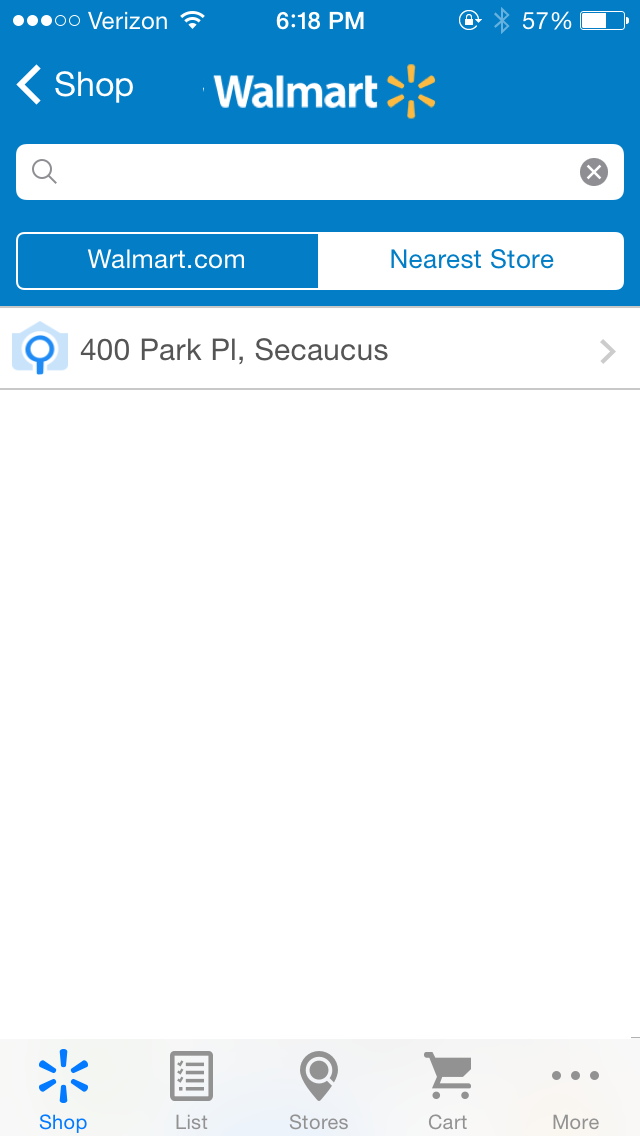 Verizon 6:18 PM 57%
Shop Walmart
Walmart.com Nearest Store
400 Park Pl, Secaucus
Shop List Stores Cart More